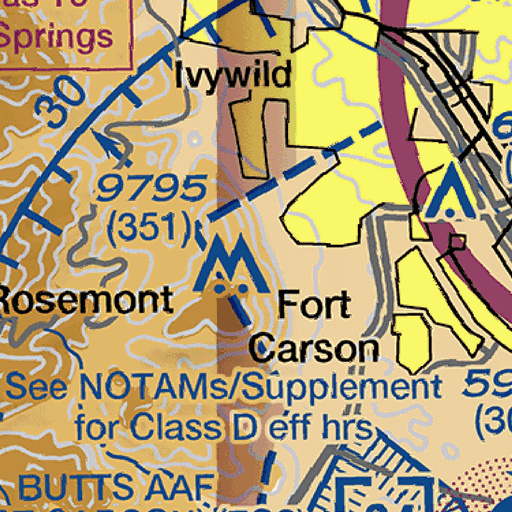 Springs
Ivywild
30
9795
(351)
Rosemont
Fort
Carson
See NOTAMs/Supplement
for Class D eff hrs
BUTTS AAF